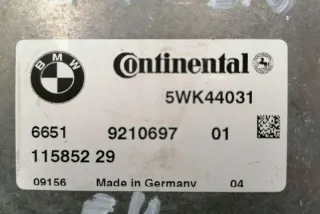 BMW
Continental
5WK44031
6651 9210697 01
115852 29
09156 Made in Germany 04